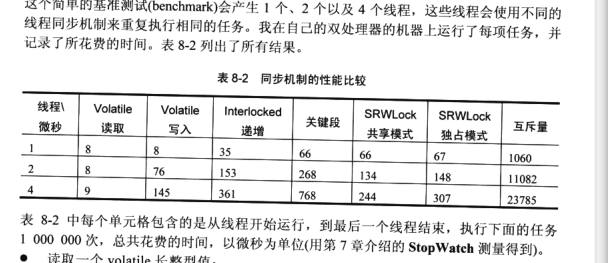 这个简单的基准测试(benchmark)会产生 1 个、2 个以及 4 个线程，这些线程会使用不同的
线程同步机制来重复执行相同的任务。我在自己的双处理器的机器上运行了每项任务，并
记录了所花费的时间。表 8-2 列出了所有结果。
表 8-2 同步机制的性能比较
线程\微秒 Volatile 读取 Volatile 写入 Interlocked 递增 关键段 SRWLock 共享模式 SRWLock 独占模式 互斥量
1 8 8 35 66 66 67 1060
2 8 76 153 268 134 148 11082
4 9 145 361 768 244 307 23785
表 8-2 中每个单元格包含的是从线程开始运行，到最后一个线程结束，执行下面的任务
1 000 000 次，总共花费的时间，以微秒为单位(用第 7 章介绍的 StopWatch 测量得到)。
● 读取一个 volatile 长整型值；